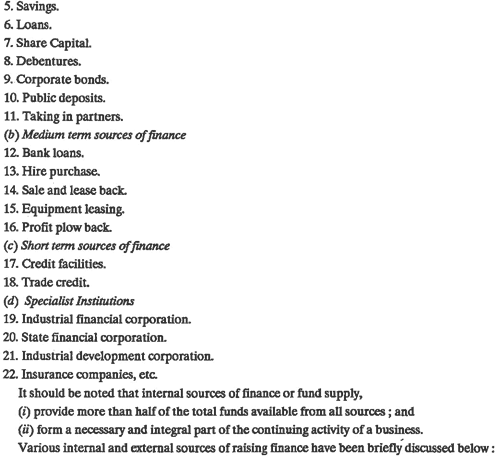 5. Savings.
6. Loans.
7. Share Capital.
8. Debentures.
9. Corporate bonds.
10. Public deposits.
11. Taking in partners.
(b) Medium term sources of finance
12. Bank loans.
13. Hire purchase.
14. Sale and lease back.
15. Equipment leasing.
16. Profit plow back.
(c) Short term sources of finance
17. Credit facilities.
18. Trade credit.
(d) Specialist Institutions
19. Industrial financial corporation.
20. State financial corporation.
21. Industrial development corporation.
22. Insurance companies, etc.
It should be noted that internal sources of finance or fund supply,
(i) provide more than half of the total funds available from all sources ; and
(ii) form a necessary and integral part of the continuing activity of a business.
Various internal and external sources of raising finance have been briefly discussed below :